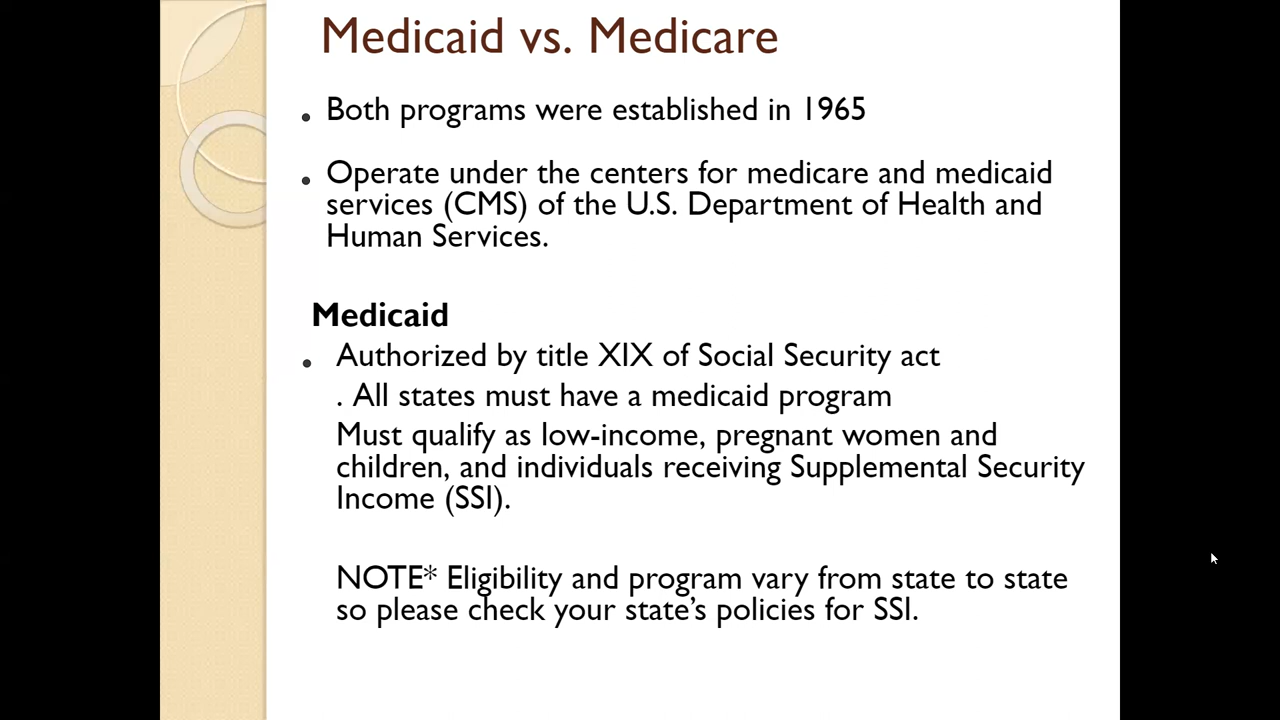 Medicaid vs. Medicare
• Both programs were established in 1965
• Operate under the centers for medicare and medicaid
services (CMS) of the U.S. Department of Health and
Human Services.
Medicaid
• Authorized by title XIX of Social Security act
. All states must have a medicaid program
Must qualify as low-income, pregnant women and
children, and individuals receiving Supplemental Security
Income (SSI).
NOTE* Eligibility and program vary from state to state
so please check your state’s policies for SSI.